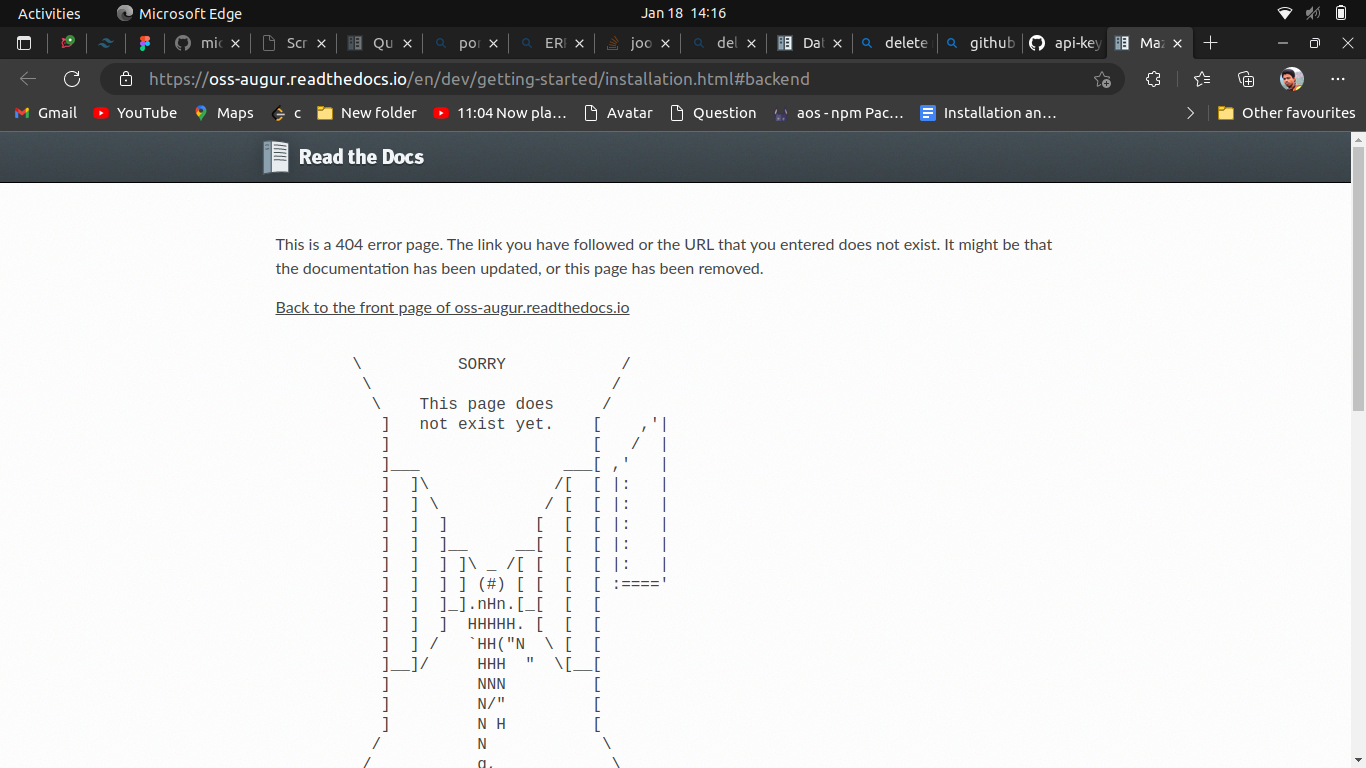 Activities Microsoft Edge Jan 18 14:16
mic Scr Qu por ERI joo del Dat delete github api-key Maz
https://oss-augur.readthedocs.io/en/dev/getting-started/installation.html#backend
Gmail YouTube Maps c New folder 11:04 Now pla... Avatar Question aos - npm Pac... Installation an... Other favourites
Read the Docs
This is a 404 error page. The link you have followed or the URL that you entered does not exist. It might be that
the documentation has been updated, or this page has been removed.
Back to the front page of oss-augur.readthedocs.io
\          SORRY            /
 \                         /
  \    This page does     /
   ]   not exist yet.    [    ,'|
   ]                     [   /  |
   ]___               ___[ ,'   |
   ]  ]\             /[  [ |:   |
   ]  ] \           / [  [ |:   |
   ]  ]  ]         [  [  [ |:   |
   ]  ]  ]__     __[  [  [ |:   |
   ]  ]  ] ]\ _ /[ [  [  [ |:   |
   ]  ]  ] ] (#) [ [  [  [ :===='
   ]  ]  ]_].nHn.[_[  [  [
   ]  ]  ]  HHHHH. [  [  [
   ]  ] /   `HH("N  \ [  [
   ]__]/     HHH  "  \[__[
   ]         NNN         [
   ]         N/"         [
   ]         N H         [
  /          N            \
 /           q,            \